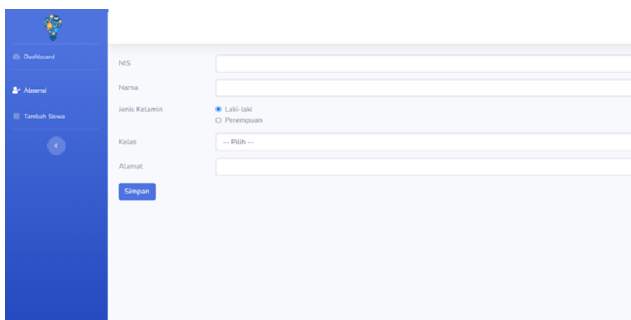 Dashboard
Absensi
Tambah Siswa
NIS
Nama
Jenis Kelamin
Laki-laki
Perempuan
Kelas
-- Pilih --
Alamat
Simpan